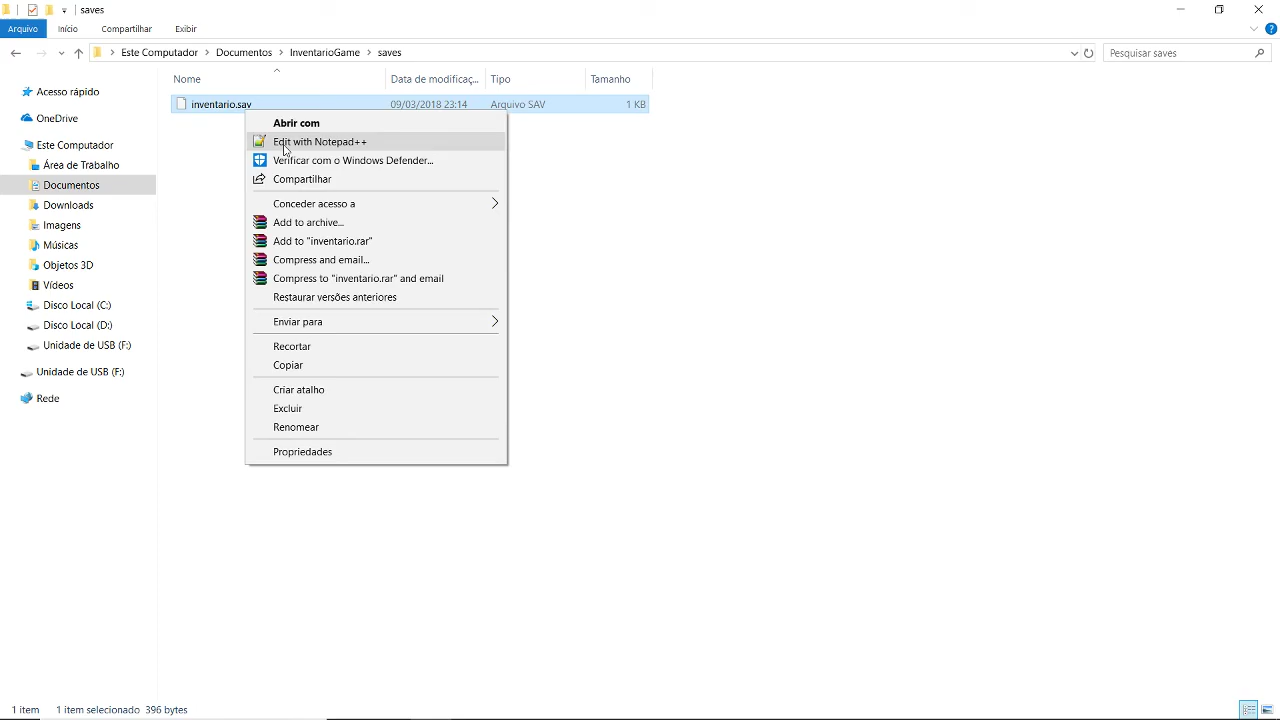 saves
Arquivo Início Compartilhar Exibir
Este Computador Documentos InventarioGame saves Pesquisar saves
Nome Data de modificaç... Tipo Tamanho
Acesso rápido
OneDrive
Este Computador
Área de Trabalho
Documentos
Downloads
Imagens
Músicas
Objetos 3D
Vídeos
Disco Local (C:)
Disco Local (D:)
Unidade de USB (F:)
Unidade de USB (F:)
Rede
inventario.sav 09/03/2018 23:14 Arquivo SAV 1 KB
Abrir com
Edit with Notepad++
Verificar com o Windows Defender...
Compartilhar
Conceder acesso a
Add to archive...
Add to "inventario.rar"
Compress and email...
Compress to "inventario.rar" and email
Restaurar versões anteriores
Enviar para
Recortar
Copiar
Criar atalho
Excluir
Renomear
Propriedades
1 item 1 item selecionado 396 bytes